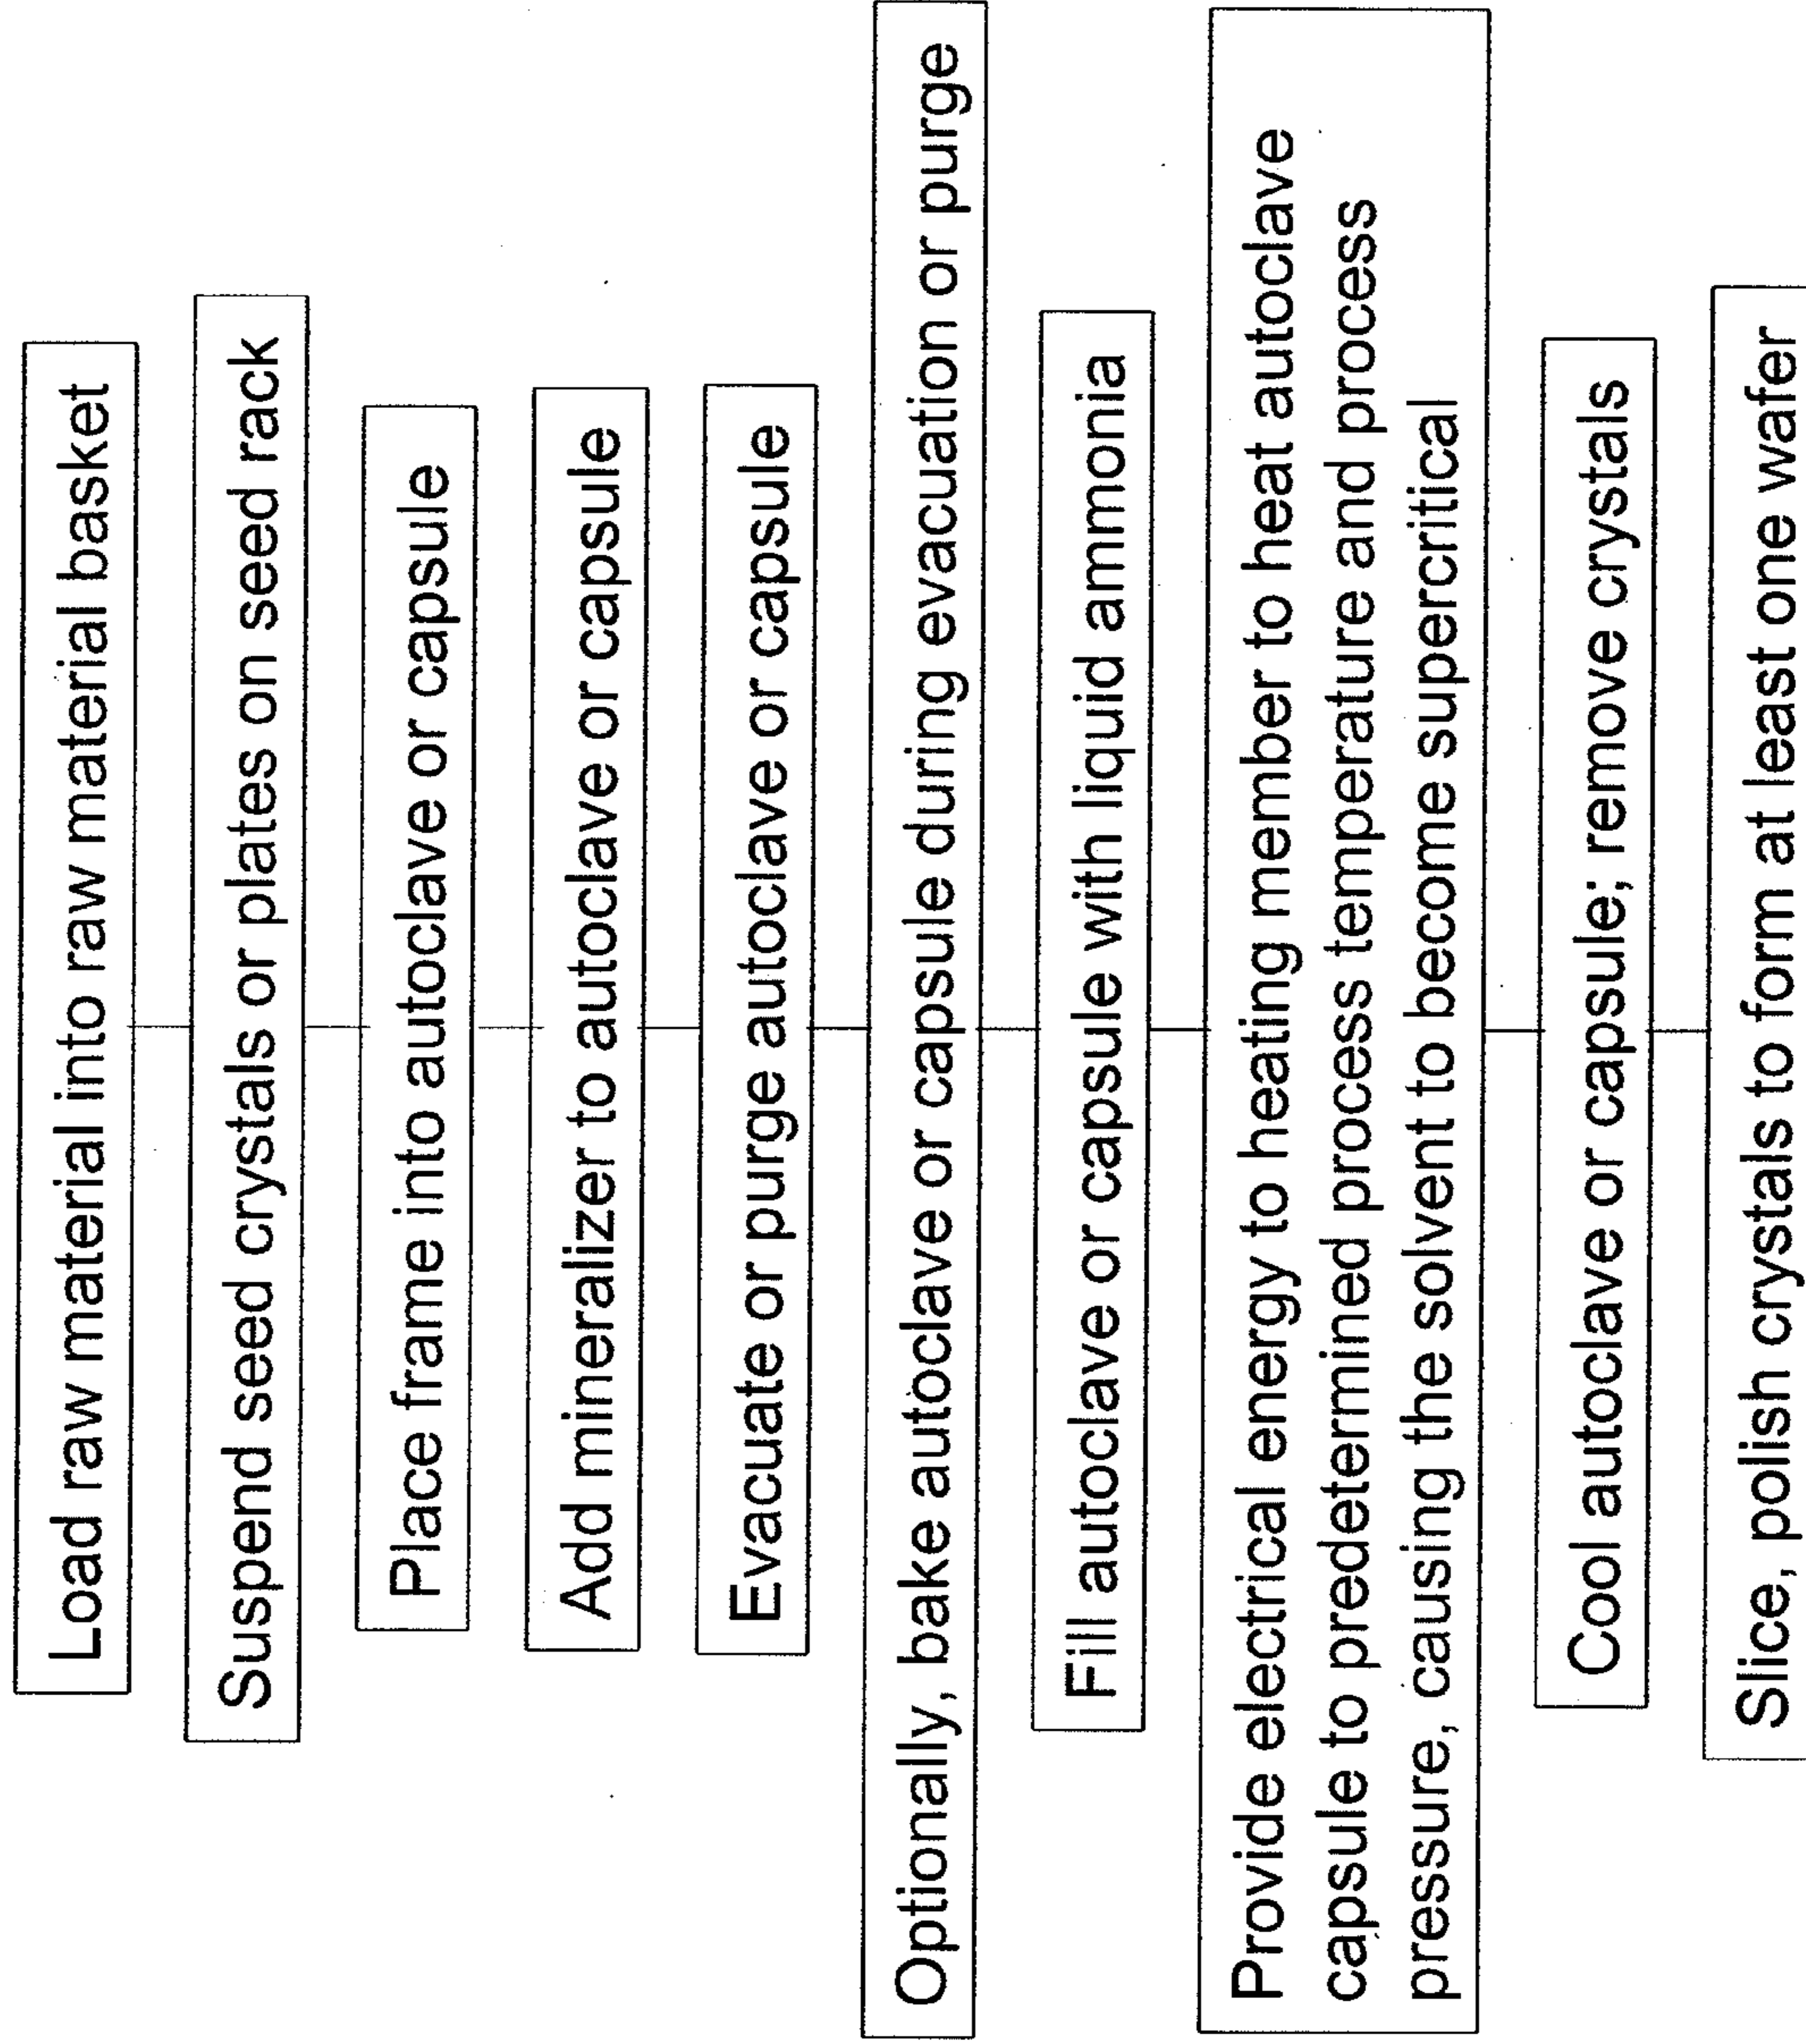 Load raw material into raw material basket
Suspend seed crystals or plates on seed rack
Place frame into autoclave or capsule
Add mineralizer to autoclave or capsule
Evacuate or purge autoclave or capsule
Optionally, bake autoclave or capsule during evacuation or purge
Fill autoclave or capsule with liquid ammonia
Provide electrical energy to heating member to heat autoclave
capsule to predetermined process temperature and process
pressure, causing the solvent to become supercritical
Cool autoclave or capsule; remove crystals
Slice, polish crystals to form at least one wafer